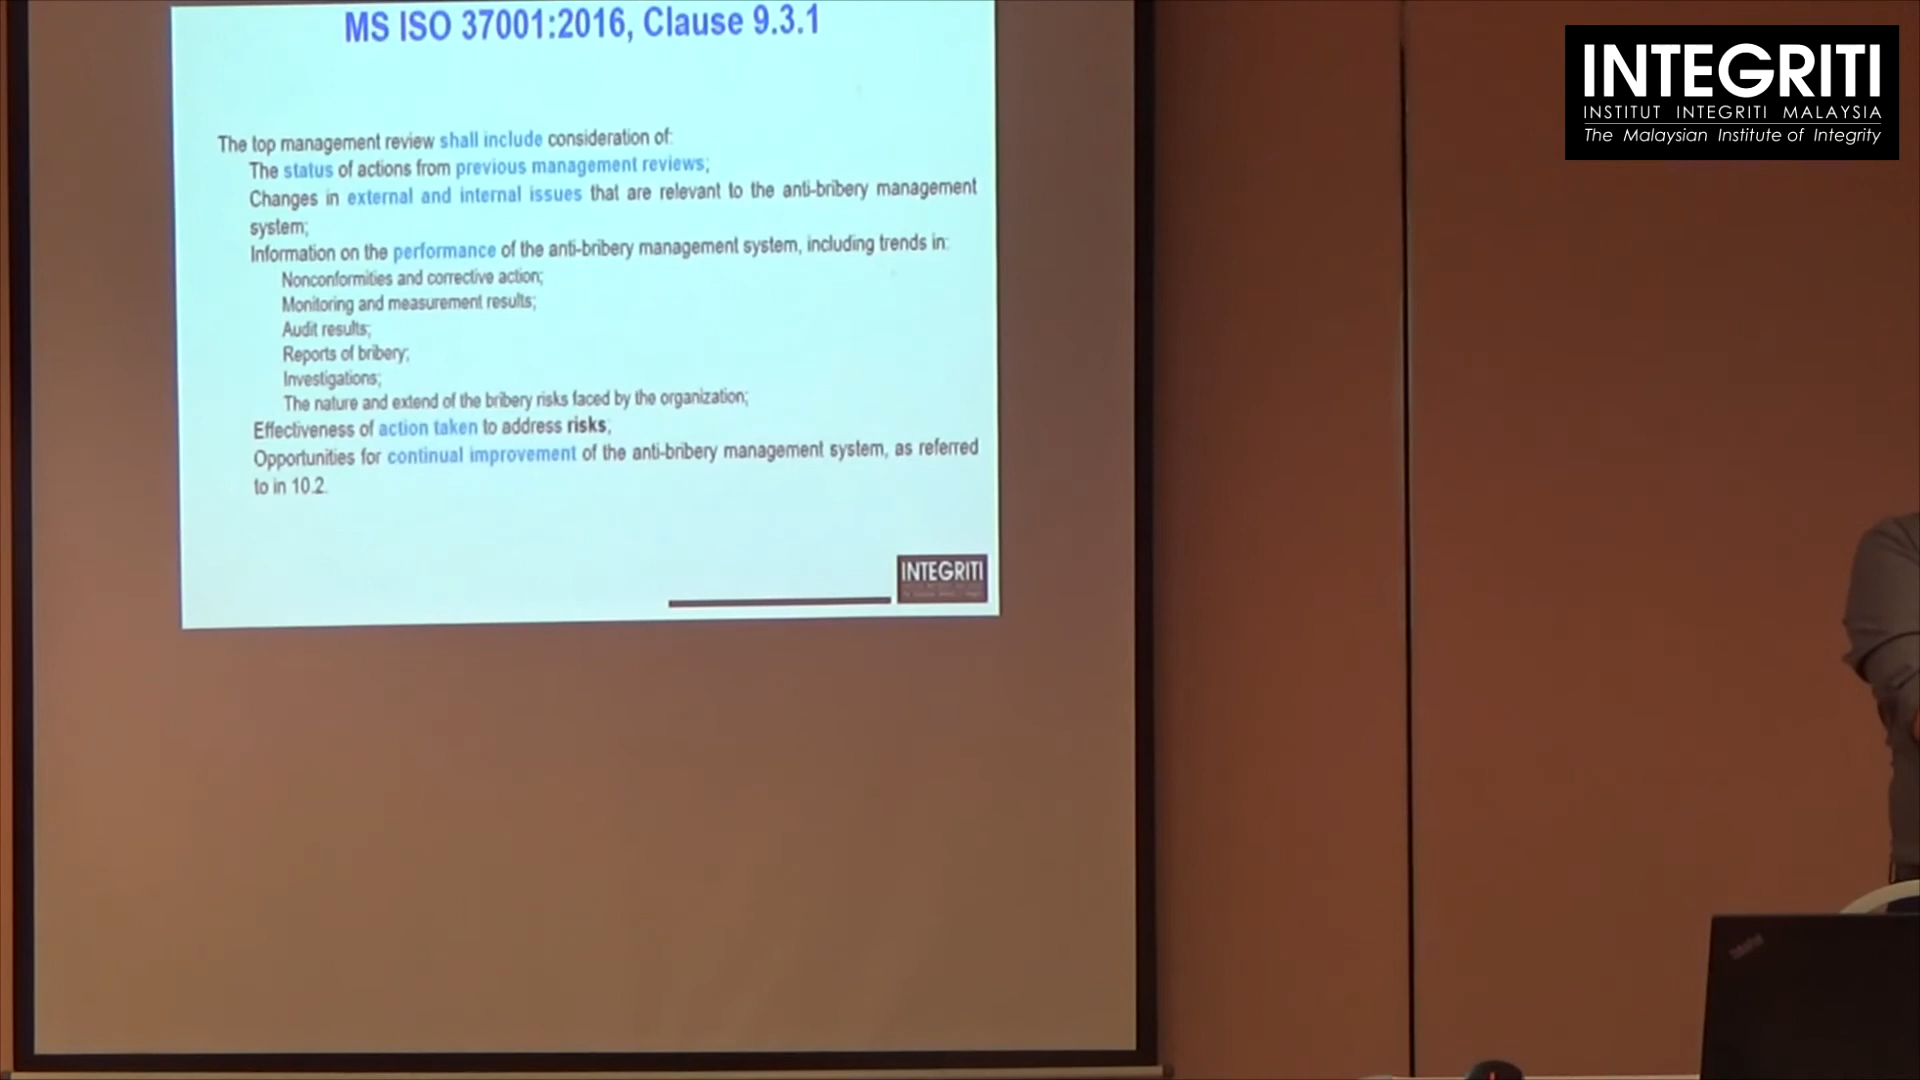 MS ISO 37001:2016, Clause 9.3.1
INTEGRITI
INSTITUT INTEGRITI MALAYSIA
The Malaysian Institute of Integrity
The top management review shall include consideration of:
The status of actions from previous management reviews;
Changes in external and internal issues that are relevant to the anti-bribery management
system;
Information on the performance of the anti-bribery management system, including trends in:
Nonconformities and corrective action;
Monitoring and measurement results;
Audit results;
Reports of bribery;
Investigations;
The nature and extend of the bribery risks faced by the organization;
Effectiveness of action taken to address risks;
Opportunities for continual improvement of the anti-bribery management system, as referred
to in 10.2.
INTEGRITI